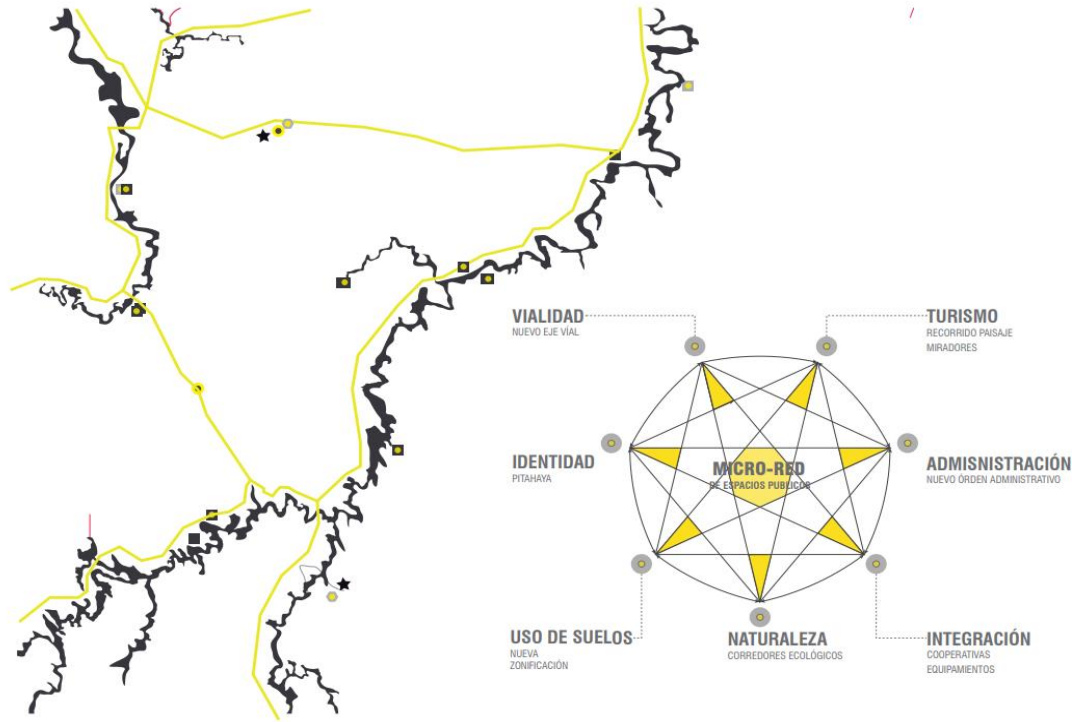 VIALIDAD
NUEVO EJE VÍAL
TURISMO
RECORRIDO PAISAJE
MIRADORES
IDENTIDAD
PITAHAYA
MICRO-RED
DE ESPACIOS PUBLICOS
ADMISNISTRACIÓN
NUEVO ÓRDEN ADMINISTRATIVO
USO DE SUELOS
NUEVA
ZONIFICACIÓN
NATURALEZA
CORREDORES ECOLÓGICOS
INTEGRACIÓN
COOPERATIVAS
EQUIPAMIENTOS